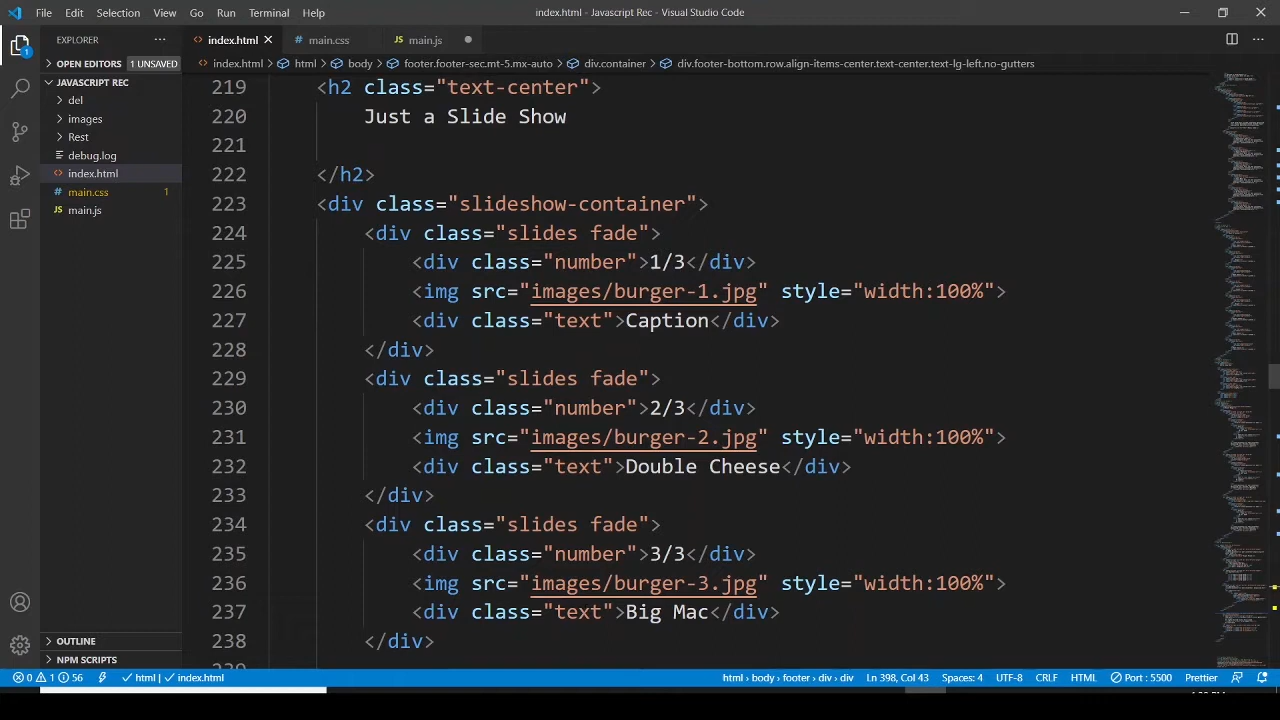 File Edit Selection View Go Run Terminal Help
index.html - Javascript Rec - Visual Studio Code
EXPLORER
index.html
main.css
main.js
OPEN EDITORS 1 UNSAVED
index.html > html > body > footer.footer-sec.mt-5.mx-auto > div.container > div.footer-bottom.row.align-items-center.text-center.text-lg-left.no-gutters
JAVASCRIPT REC
del
images
Rest
debug.log
index.html
main.css 1
main.js
219 <h2 class="text-center">
220 Just a Slide Show
221
222 </h2>
223 <div class="slideshow-container">
224 <div class="slides fade">
225 <div class="number">1/3</div>
226 <img src="images/burger-1.jpg" style="width:100%">
227 <div class="text">Caption</div>
228 </div>
229 <div class="slides fade">
230 <div class="number">2/3</div>
231 <img src="images/burger-2.jpg" style="width:100%">
232 <div class="text">Double Cheese</div>
233 </div>
234 <div class="slides fade">
235 <div class="number">3/3</div>
236 <img src="images/burger-3.jpg" style="width:100%">
237 <div class="text">Big Mac</div>
238 </div>
OUTLINE
NPM SCRIPTS
0 1 56 html | index.html
html > body > footer > div > div Ln 398, Col 43 Spaces: 4 UTF-8 CRLF HTML Port : 5500 Prettier